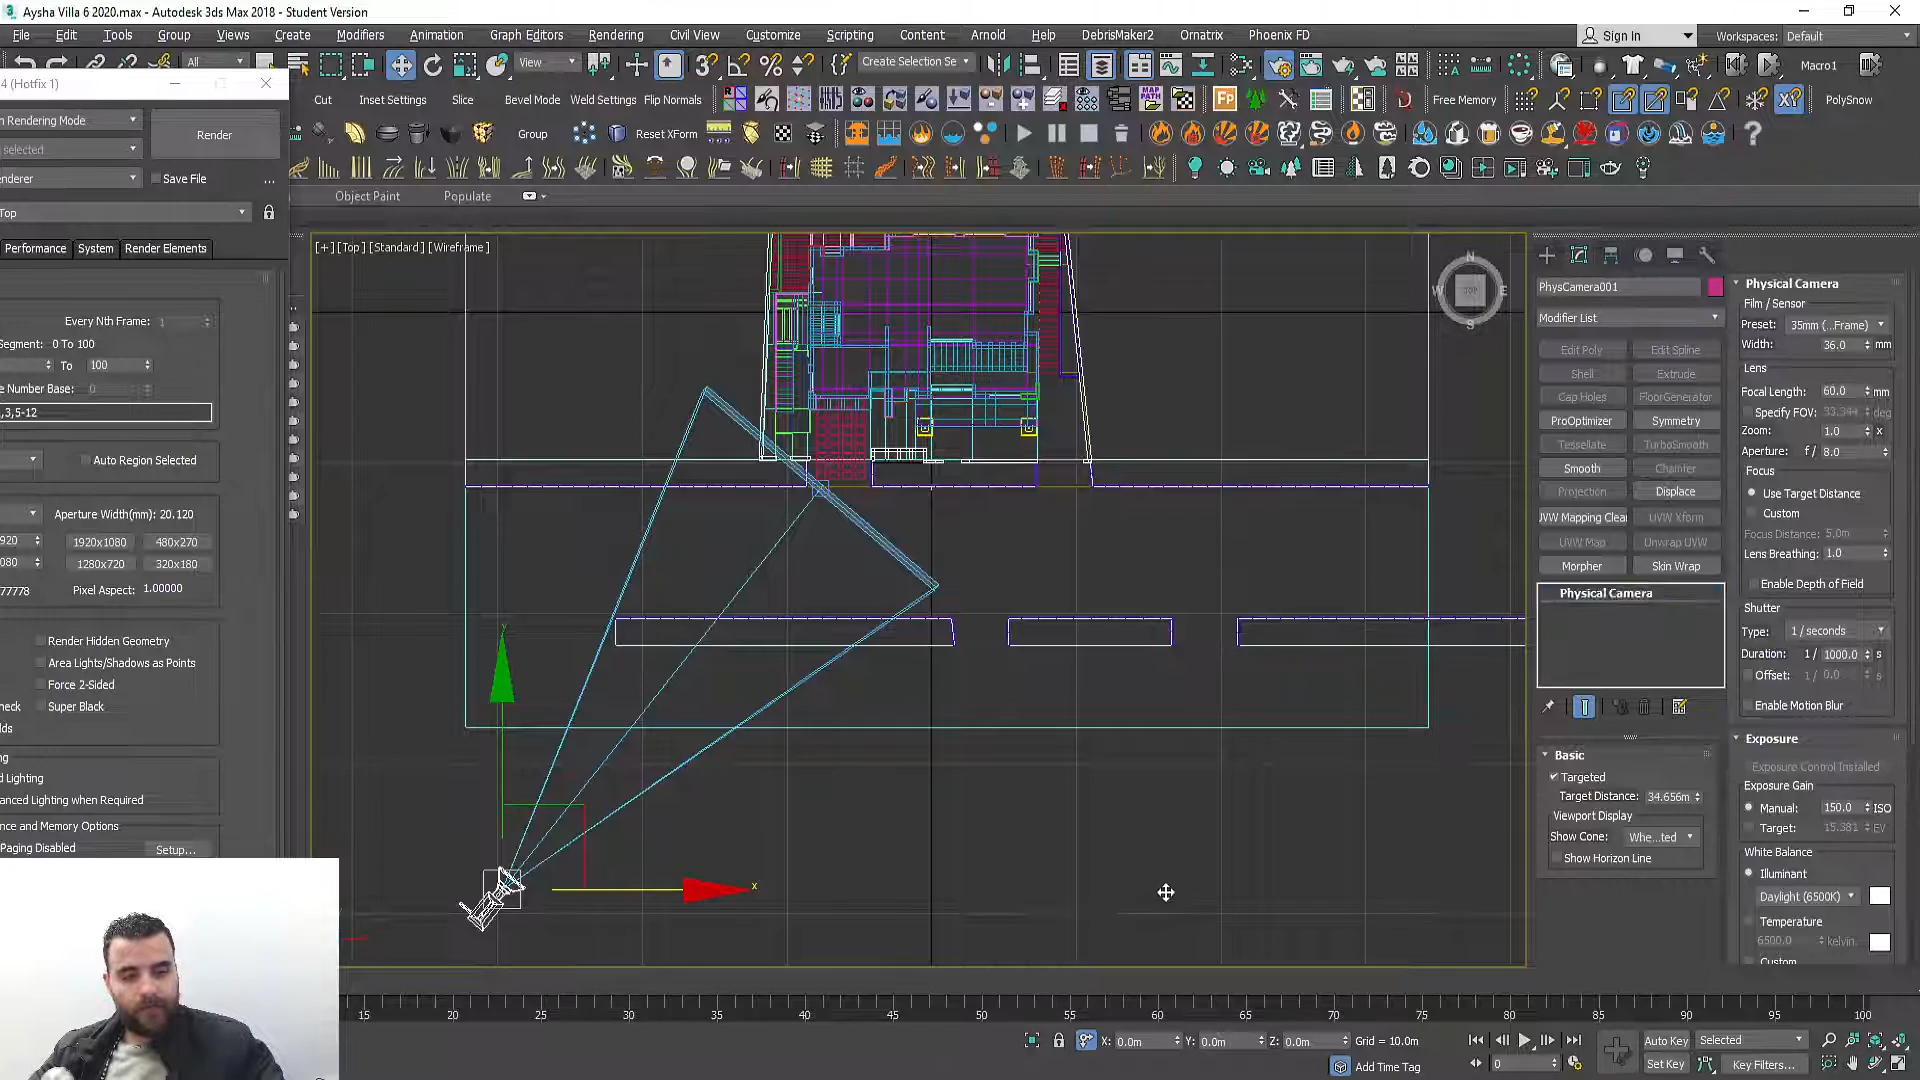 Aysha Villa 6 2020.max - Autodesk 3ds Max 2018 - Student Version
File Edit Tools Group Views Create Modifiers Animation Graph Editors Rendering Civil View Customize Scripting Content Arnold Help DebrisMaker2 Ornatrix Phoenix FD
Sign In
Workspaces: Default
All
View
Create Selection Se
Macro1
4 (Hotfix 1)
Cut Inset Settings Slice Bevel Mode Weld Settings Flip Normals
Free Memory
PolySnow
n Rendering Mode
Render
selected
Group
Reset XForm
enderer
Save File
...
Object Paint Populate
Top
Performance System Render Elements
[+] [Top] [Standard] [Wireframe]
N
W TOP E
S
Every Nth Frame: 1
Segment: 0 To 100
To 100
e Number Base: 0
,3,5-12
Auto Region Selected
Aperture Width(mm): 20.120
920
1920x1080 480x270
080
1280x720 320x180
77778
Pixel Aspect: 1.00000
Render Hidden Geometry
Area Lights/Shadows as Points
Force 2-Sided
heck
Super Black
lds
ng
d Lighting
anced Lighting when Required
nce and Memory Options
Paging Disabled
Setup...
y
x
PhysCamera001
Modifier List
Edit Poly Edit Spline
Shell Extrude
Cap Holes FloorGenerator
ProOptimizer Symmetry
Tessellate TurboSmooth
Smooth Chamfer
Projection Displace
UVW Mapping Clear UVW Xform
UVW Map Unwrap UVW
Morpher Skin Wrap
Physical Camera
Basic
Targeted
Target Distance: 34.656m
Viewport Display
Show Cone: Whe...ted
Show Horizon Line
Physical Camera
Film / Sensor
Preset: 35mm (...Frame)
Width: 36.0 mm
Lens
Focal Length: 60.0 mm
Specify FOV: 33.344 deg
Zoom: 1.0 x
Aperture: f / 8.0
Focus
Use Target Distance
Custom
Focus Distance: 5.0m
Lens Breathing: 1.0
Enable Depth of Field
Shutter
Type: 1 / seconds
Duration: 1 / 1000.0 s
Offset: 1 / 0.0 s
Enable Motion Blur
Exposure
Exposure Control Installed
Exposure Gain
Manual: 150.0 ISO
Target: 15.381 EV
White Balance
Illuminant
Daylight (6500K)
Temperature
6500.0 kelvin
Custom
15 20 25 30 35 40 45 50 55 60 65 70 75 80 85 90 95 100
X: 0.0m Y: 0.0m Z: 0.0m Grid = 10.0m
Auto Key Selected
Add Time Tag
0
Set Key Key Filters...